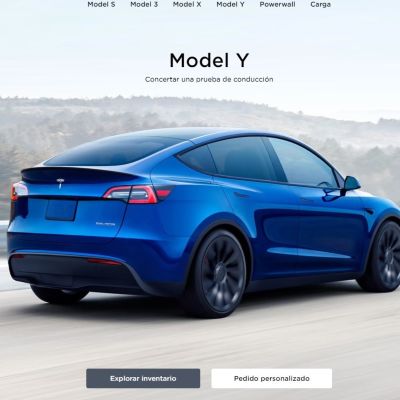 Model S Model 3 Model X Model Y Powerwall Carga
Model Y
Concertar una prueba de conducción
Explorar inventario Pedido personalizado